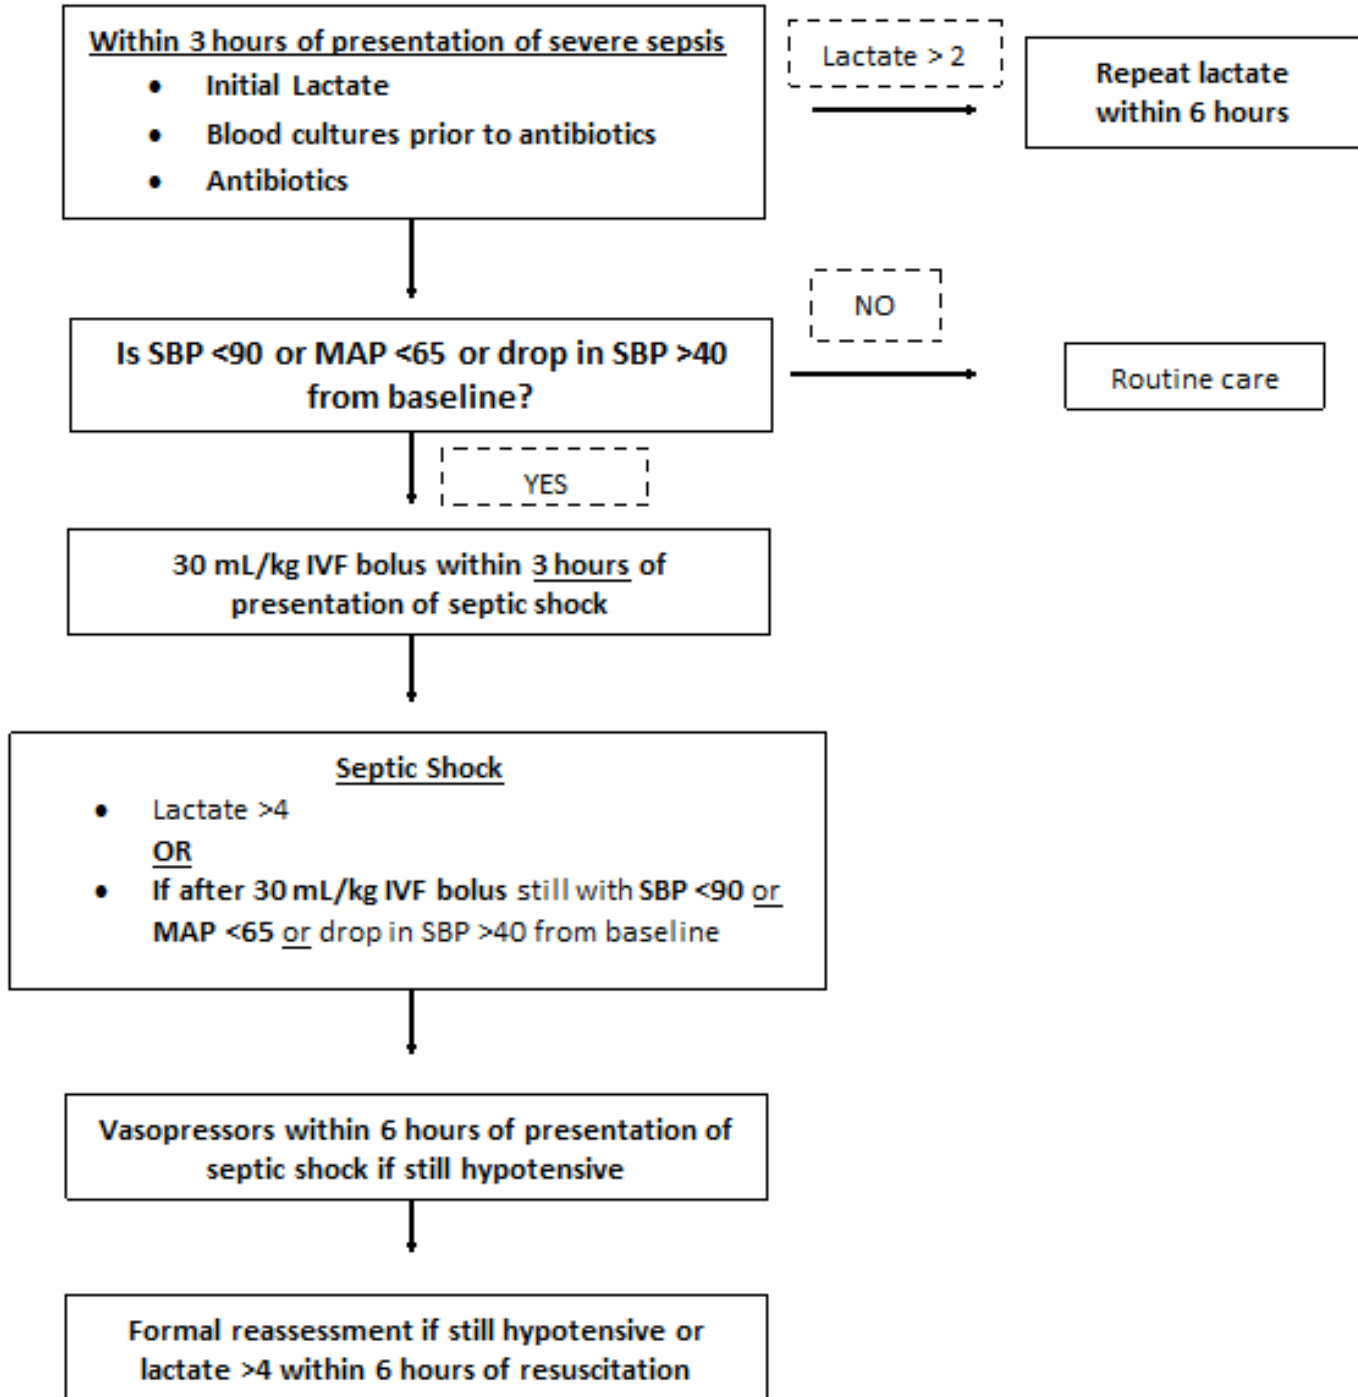 Within 3 hours of presentation of severe sepsis
• Initial Lactate
• Blood cultures prior to antibiotics
• Antibiotics
Lactate > 2
Repeat lactate
within 6 hours
Is SBP <90 or MAP <65 or drop in SBP >40
from baseline?
NO
Routine care
YES
30 mL/kg IVF bolus within 3 hours of
presentation of septic shock
Septic Shock
• Lactate >4
OR
• If after 30 mL/kg IVF bolus still with SBP <90 or
MAP <65 or drop in SBP >40 from baseline
Vasopressors within 6 hours of presentation of
septic shock if still hypotensive
Formal reassessment if still hypotensive or
lactate >4 within 6 hours of resuscitation